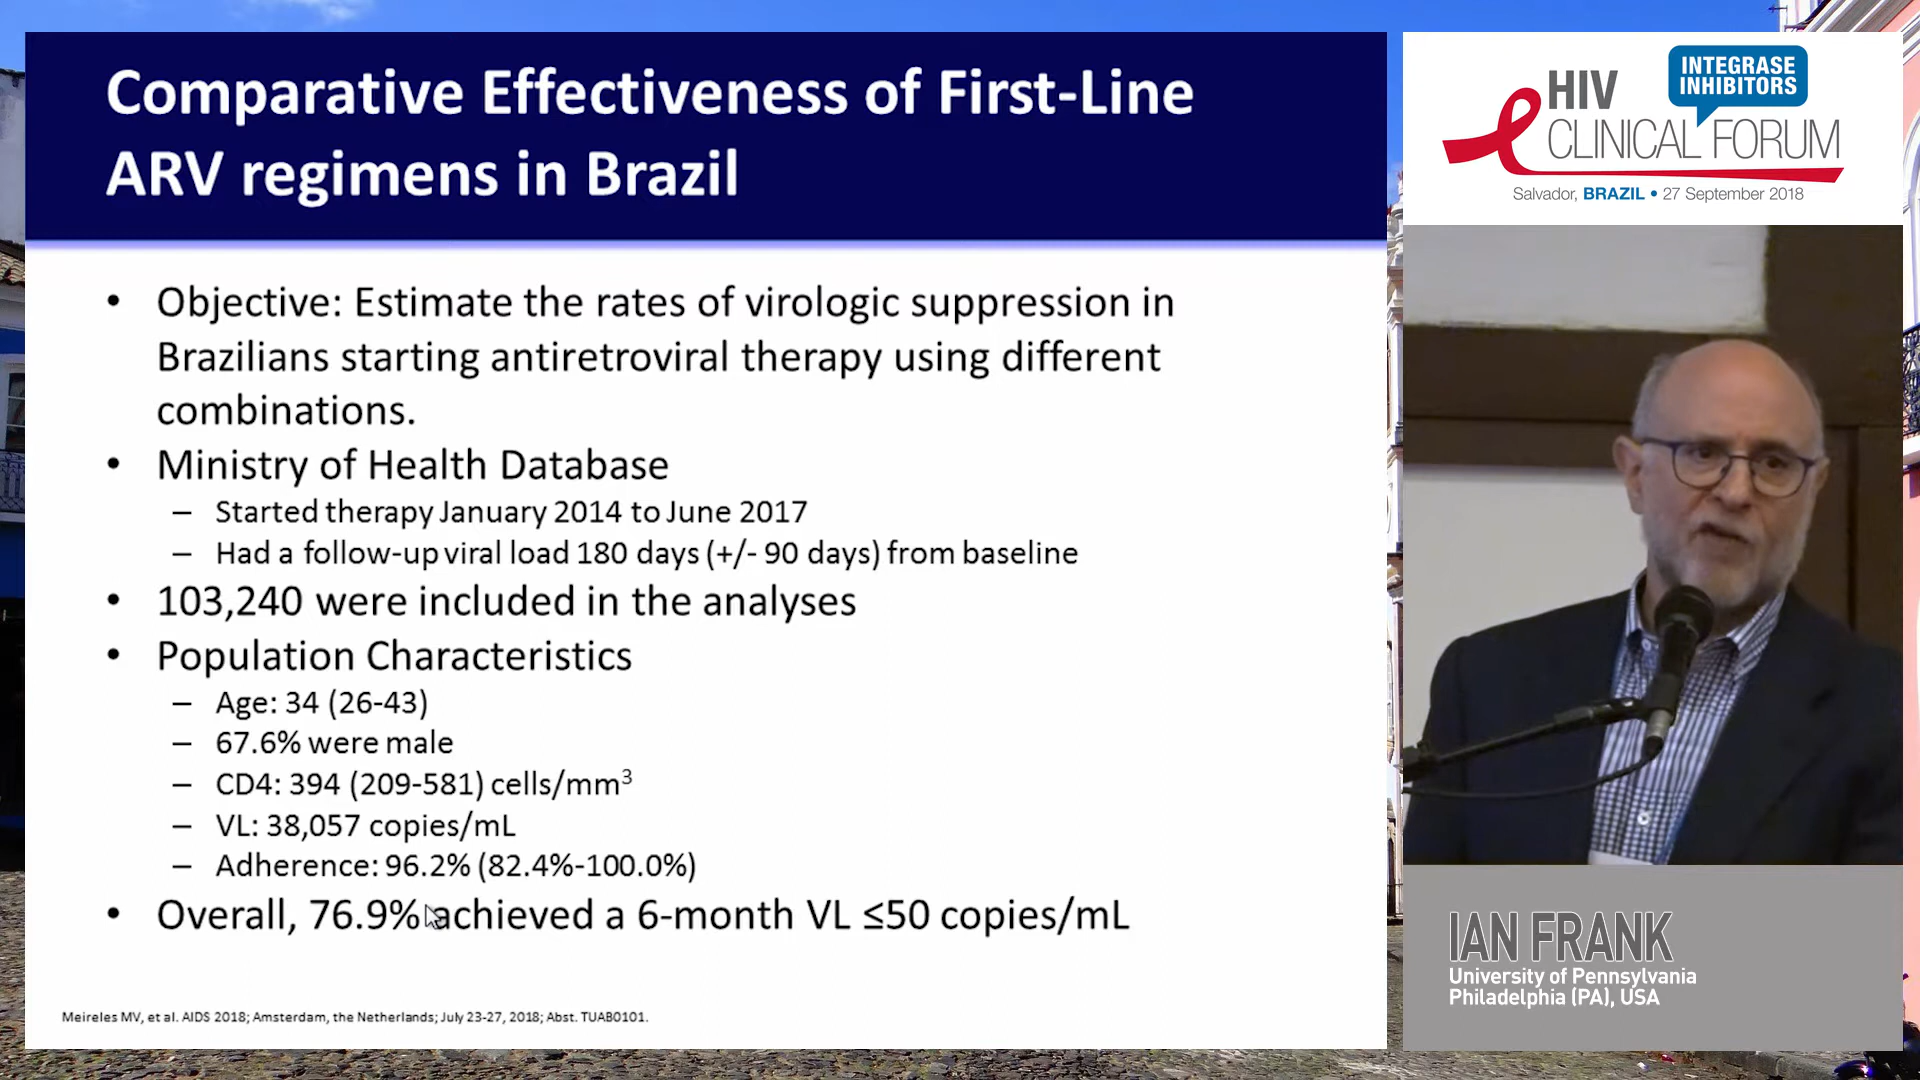 Comparative Effectiveness of First-Line
ARV regimens in Brazil
• Objective: Estimate the rates of virologic suppression in
Brazilians starting antiretroviral therapy using different
combinations.
• Ministry of Health Database
– Started therapy January 2014 to June 2017
– Had a follow-up viral load 180 days (+/- 90 days) from baseline
• 103,240 were included in the analyses
• Population Characteristics
– Age: 34 (26-43)
– 67.6% were male
– CD4: 394 (209-581) cells/mm³
– VL: 38,057 copies/mL
– Adherence: 96.2% (82.4%-100.0%)
• Overall, 76.9% achieved a 6-month VL ≤50 copies/mL
Meireles MV, et al. AIDS 2018; Amsterdam, the Netherlands; July 23-27, 2018; Abst. TUAB0101.
INTEGRASE
INHIBITORS
HIV
CLINICAL FORUM
Salvador, BRAZIL • 27 September 2018
IAN FRANK
University of Pennsylvania
Philadelphia (PA), USA